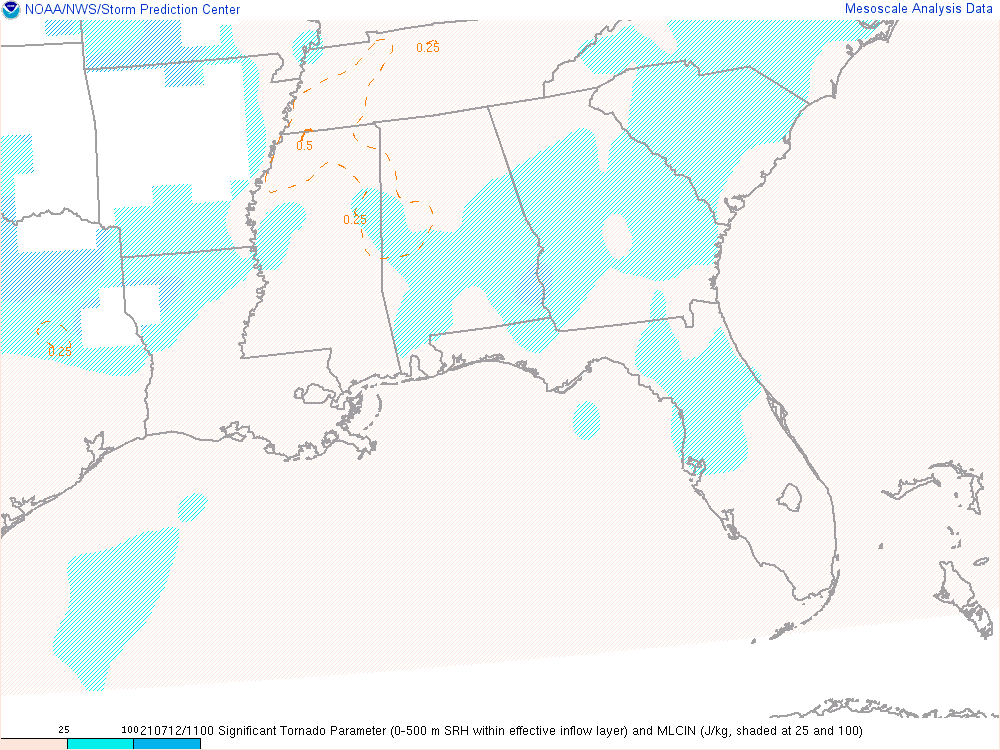 NOAA/NWS/Storm Prediction Center
Mesoscale Analysis Data
0.25
0.5
0.25
0.25
25 100
210712/1100 Significant Tornado Parameter (0-500 m SRH within effective inflow layer) and MLCIN (J/kg, shaded at 25 and 100)